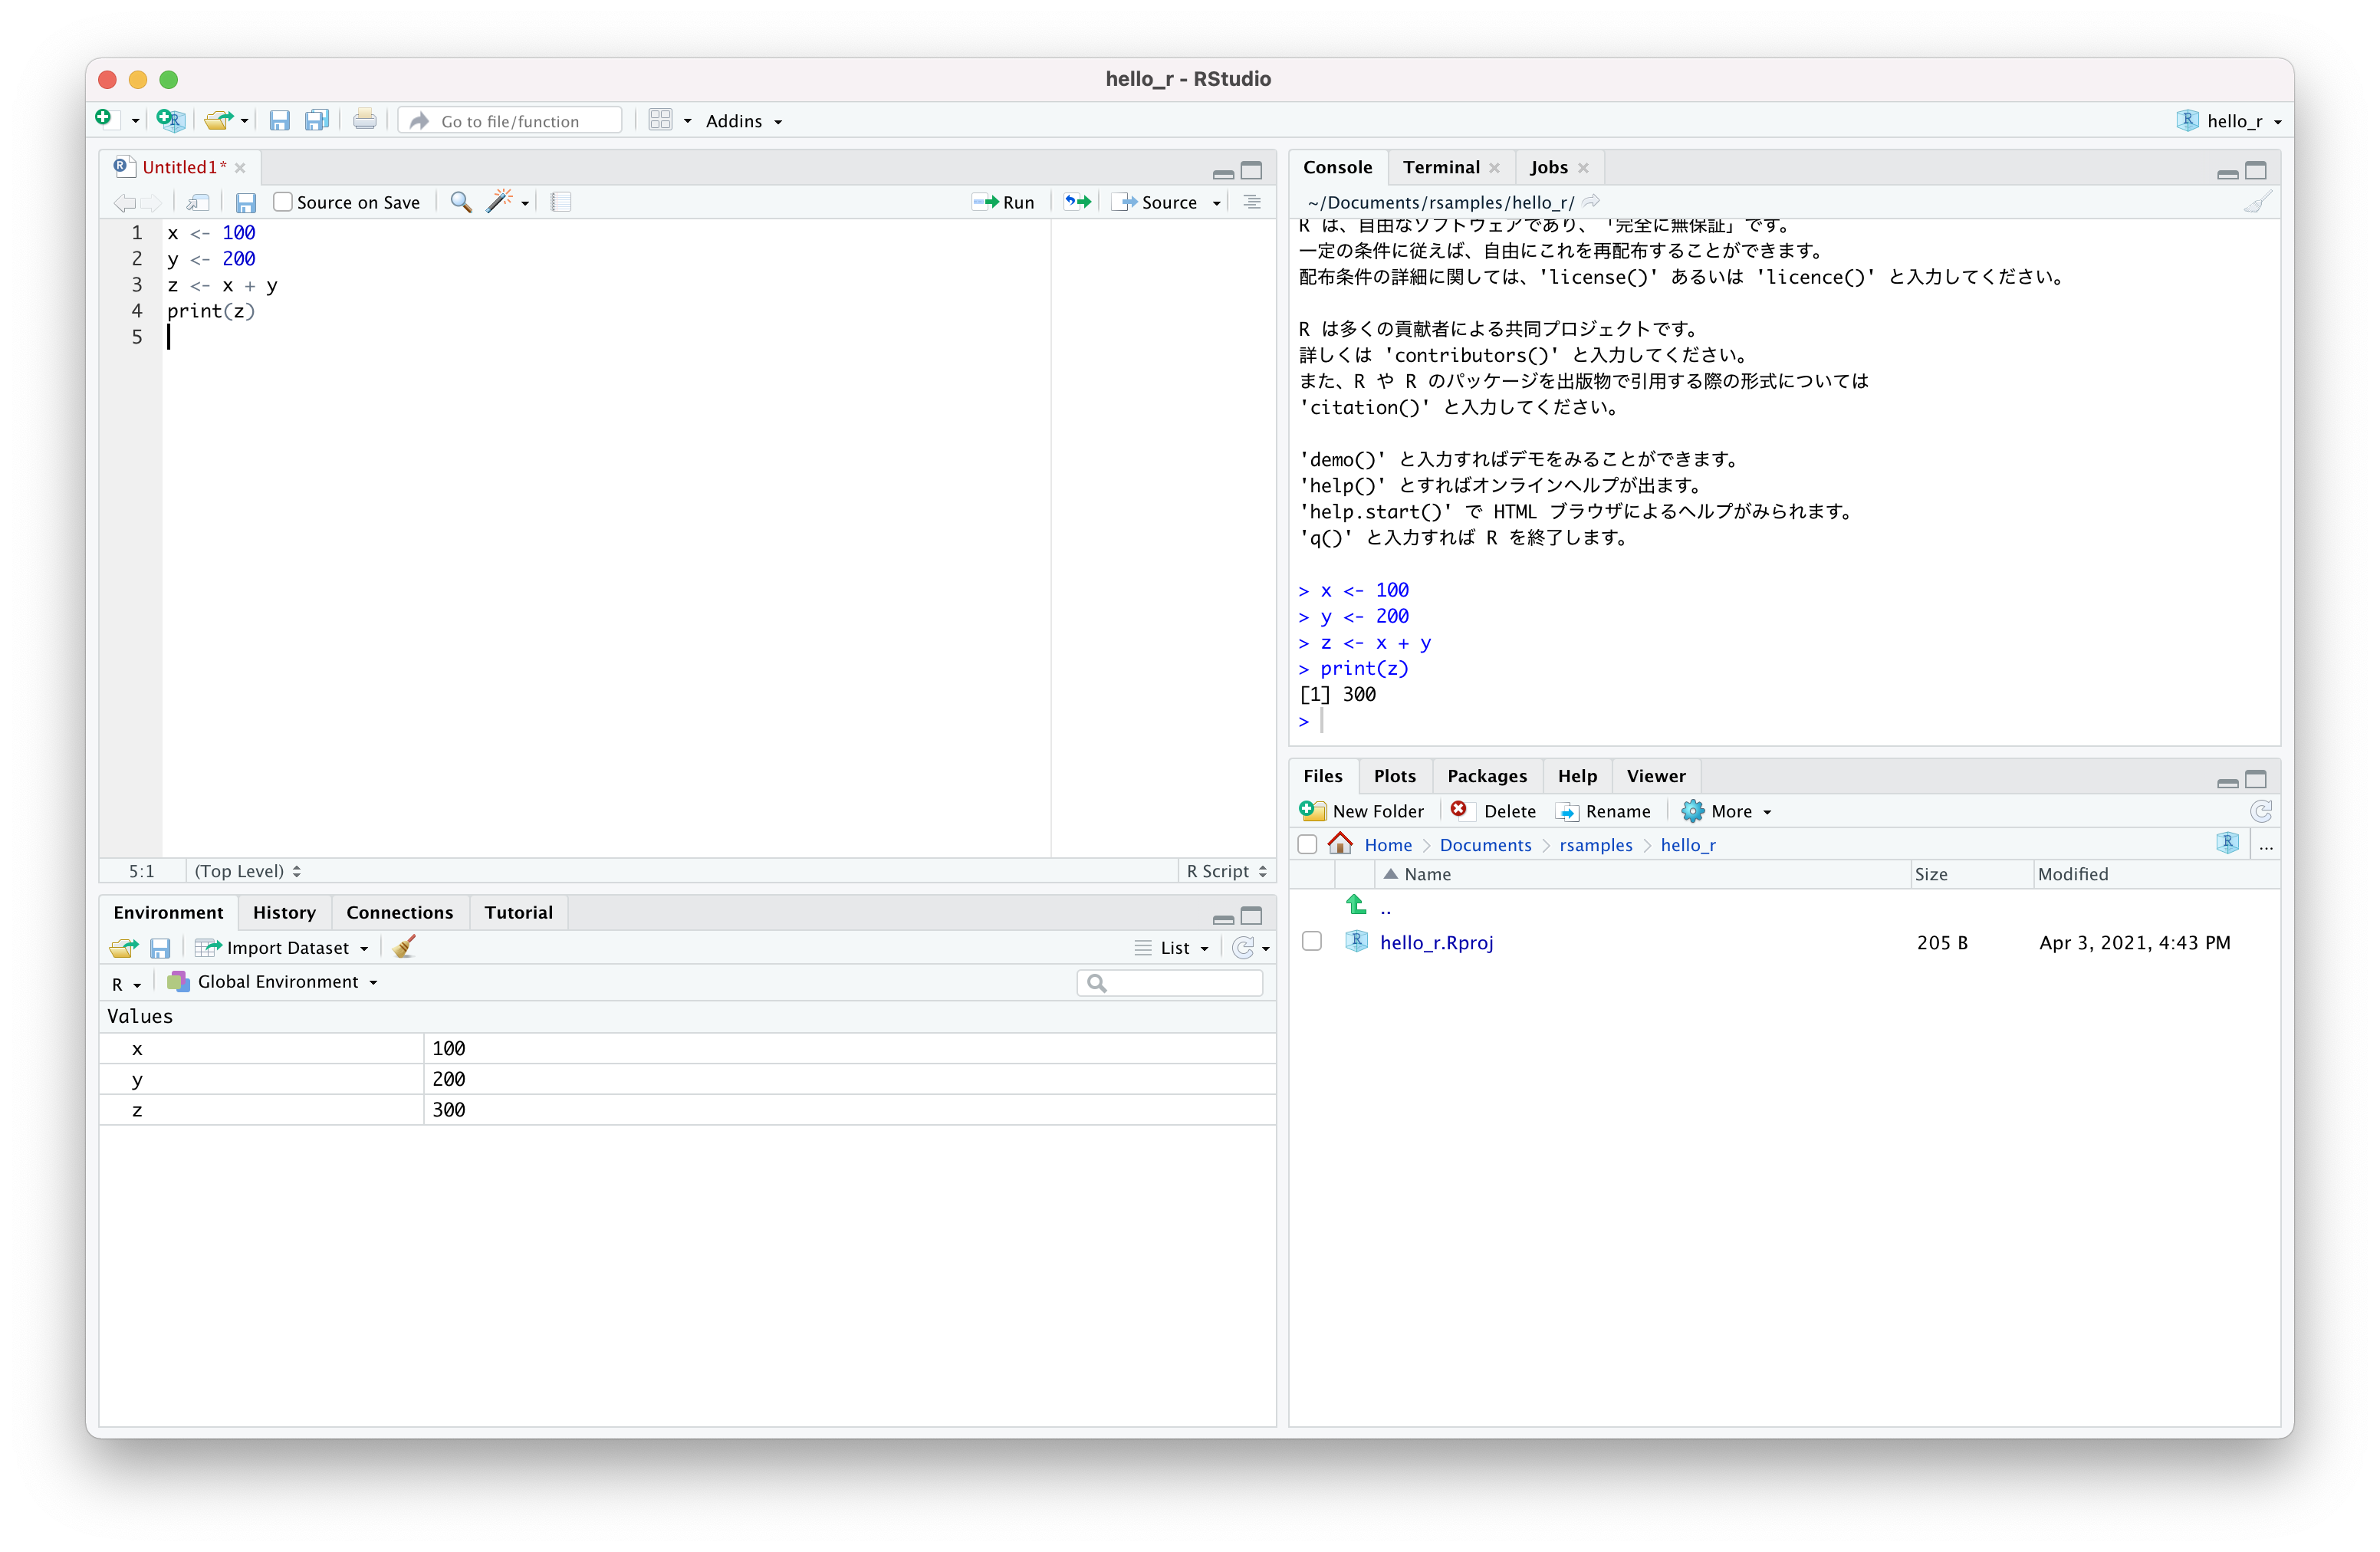 hello_r - RStudio
Go to file/function Addins hello_r
Untitled1*
Source on Save Run Source
1 x <- 100
2 y <- 200
3 z <- x + y
4 print(z)
5
5:1 (Top Level) R Script
Environment History Connections Tutorial
Import Dataset List
R Global Environment
Values
x 100
y 200
z 300
Console Terminal Jobs
~/Documents/rsamples/hello_r/
R は、自由なソフトウェアであり、「完全に無保証」です。
一定の条件に従えば、自由にこれを再配布することができます。
配布条件の詳細に関しては、'license()' あるいは 'licence()' と入力してください。
R は多くの貢献者による共同プロジェクトです。
詳しくは 'contributors()' と入力してください。
また、R や R のパッケージを出版物で引用する際の形式については
'citation()' と入力してください。
'demo()' と入力すればデモをみることができます。
'help()' とすればオンラインヘルプが出ます。
'help.start()' で HTML ブラウザによるヘルプがみられます。
'q()' と入力すれば R を終了します。
> x <- 100
> y <- 200
> z <- x + y
> print(z)
[1] 300
>
Files Plots Packages Help Viewer
New Folder Delete Rename More
Home Documents rsamples hello_r ...
Name Size Modified
..
hello_r.Rproj 205 B Apr 3, 2021, 4:43 PM